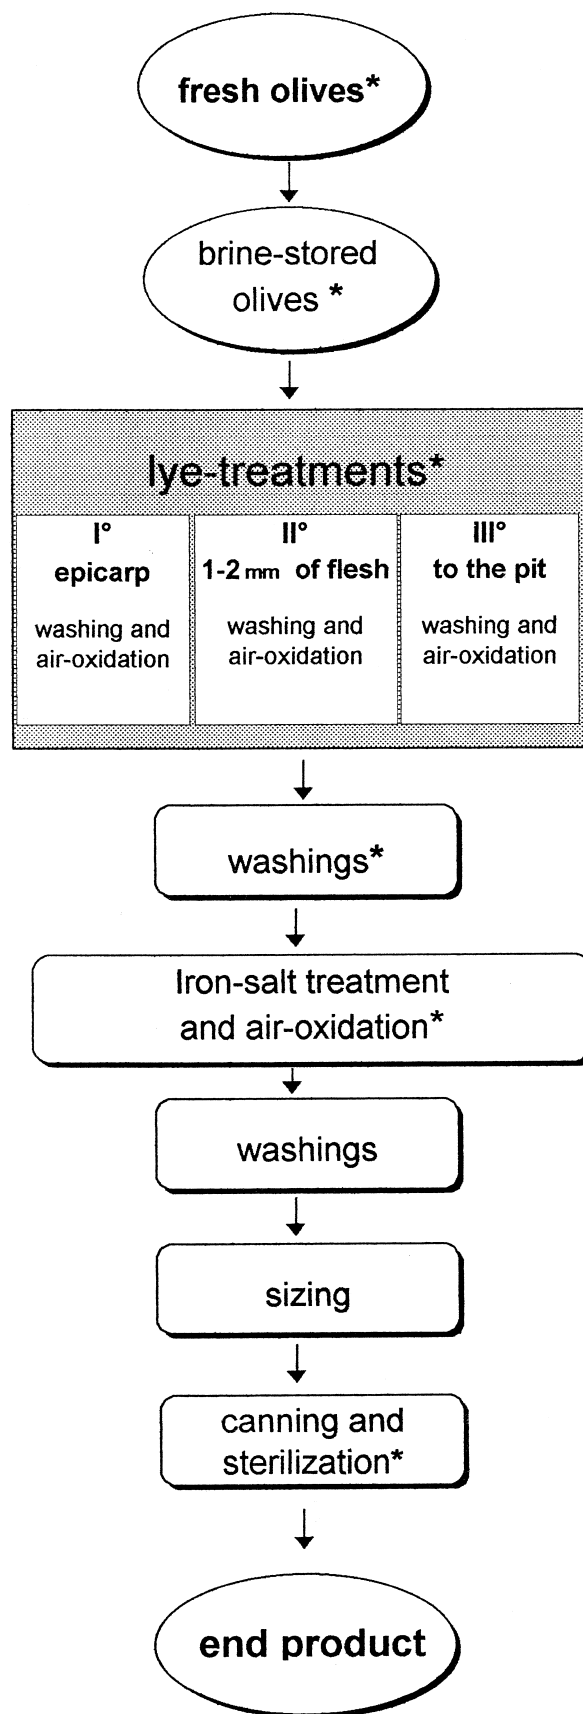 fresh olives*
brine-stored
olives *
lye-treatments*
I°
epicarp
washing and
air-oxidation
II°
1-2 mm of flesh
washing and
air-oxidation
III°
to the pit
washing and
air-oxidation
washings*
Iron-salt treatment
and air-oxidation*
washings
sizing
canning and
sterilization*
end product